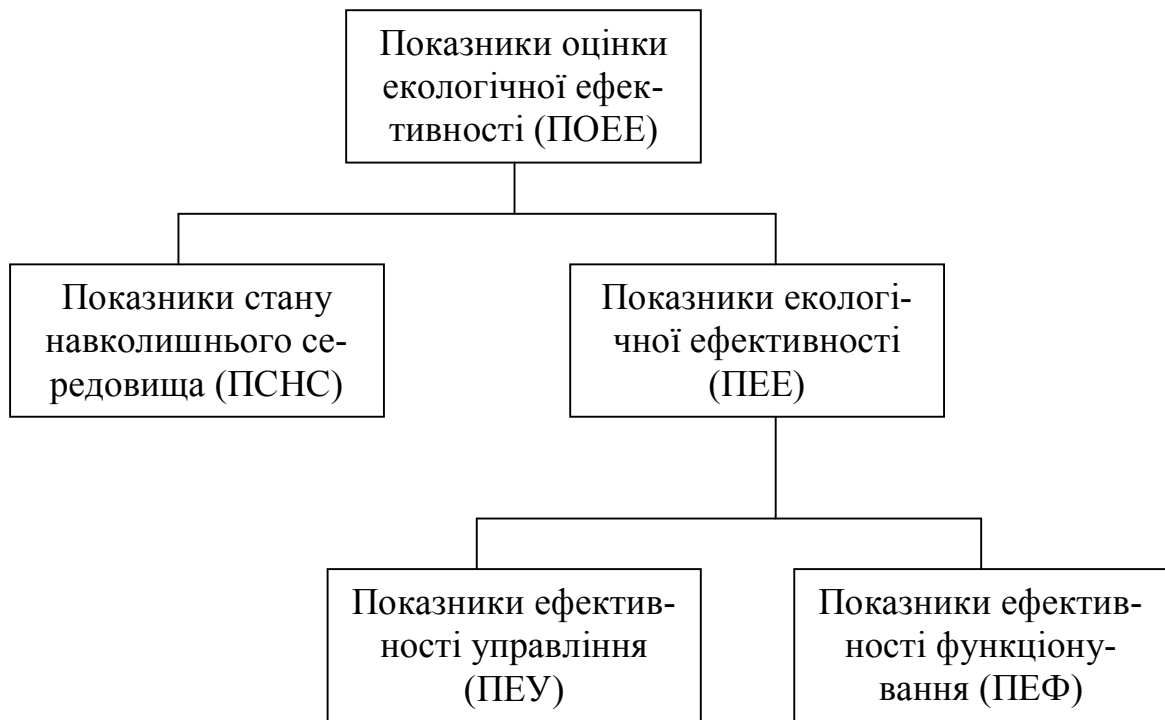 Показники оцінки
екологічної ефек-
тивності (ПОЕЕ)
Показники стану
навколишнього се-
редовища (ПСНС)
Показники екологі-
чної ефективності
(ПЕЕ)
Показники ефектив-
ності управління
(ПЕУ)
Показники ефектив-
ності функціону-
вання (ПЕФ)